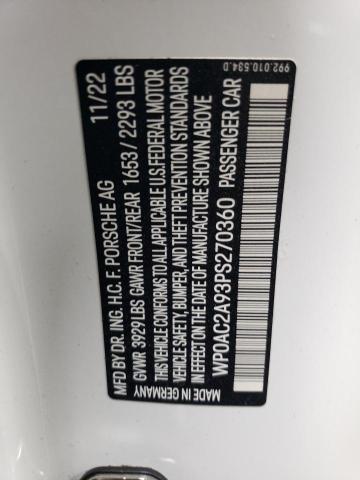 992.010.534.D
MFD BY DR. ING. H.C. F. PORSCHE AG 11/22
GVWR 3929 LBS GAWR FRONT/REAR 1653 / 2293 LBS
THIS VEHICLE CONFORMS TO ALL APPLICABLE U.S.FEDERAL MOTOR
VEHICLE SAFETY, BUMPER, AND THEFT PREVENTION STANDARDS
IN EFFECT ON THE DATE OF MANUFACTURE SHOWN ABOVE
WP0AC2A93PS270360 PASSENGER CAR
MADE IN GERMANY